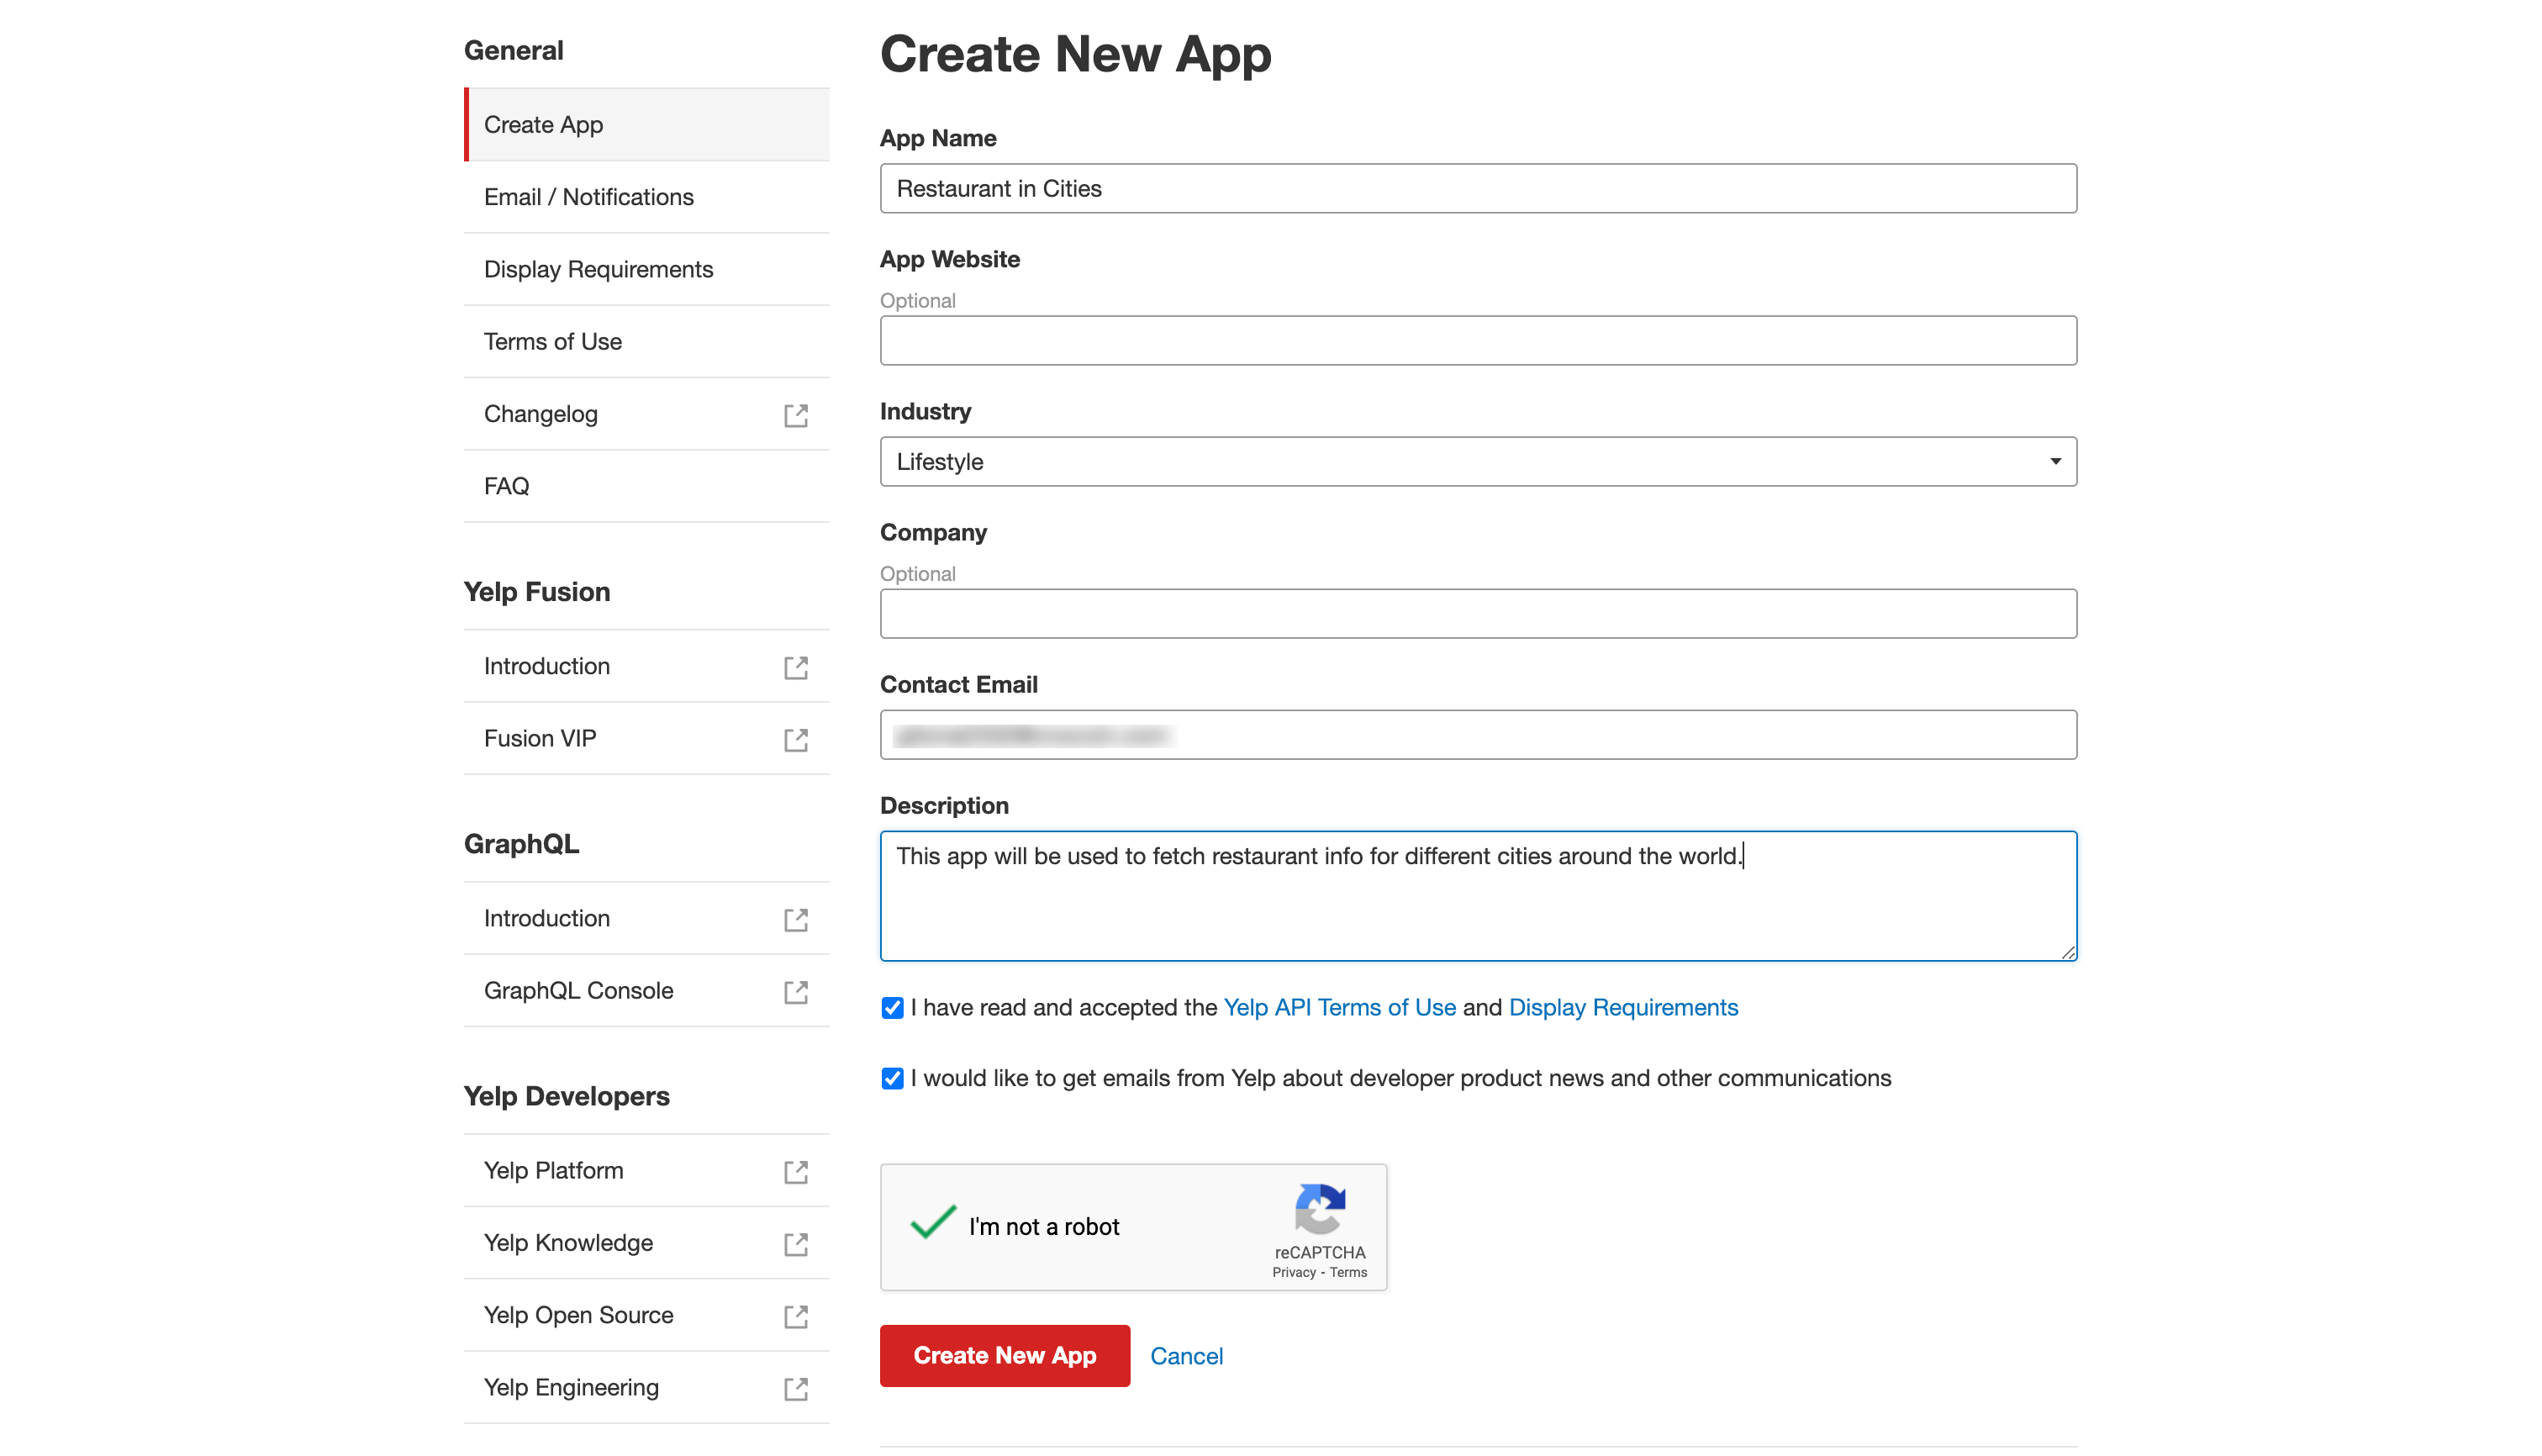 General
Create App
Email / Notifications
Display Requirements
Terms of Use
Changelog
FAQ
Yelp Fusion
Introduction
Fusion VIP
GraphQL
Introduction
GraphQL Console
Yelp Developers
Yelp Platform
Yelp Knowledge
Yelp Open Source
Yelp Engineering
Create New App
App Name
Restaurant in Cities
App Website
Optional
Industry
Lifestyle
Company
Optional
Contact Email
Description
This app will be used to fetch restaurant info for different cities around the world.
I have read and accepted the Yelp API Terms of Use and Display Requirements
I would like to get emails from Yelp about developer product news and other communications
I'm not a robot
reCAPTCHA
Privacy - Terms
Create New App Cancel